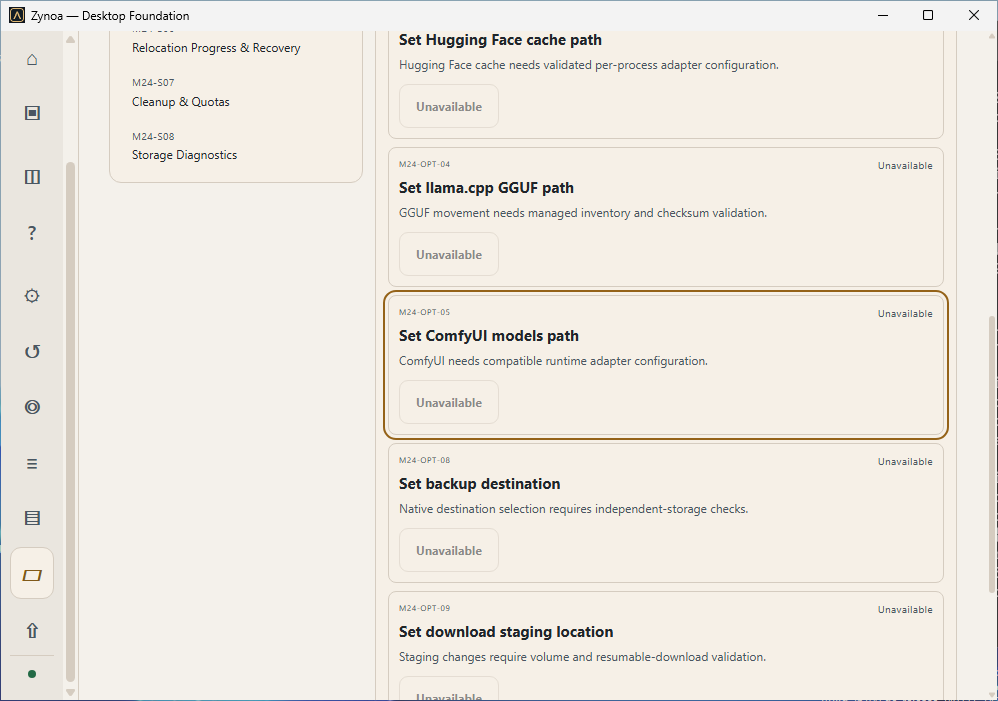 Zynoa — Desktop Foundation
Relocation Progress & Recovery
M24-S07
Cleanup & Quotas
M24-S08
Storage Diagnostics
Set Hugging Face cache path
Hugging Face cache needs validated per-process adapter configuration.
Unavailable
M24-OPT-04
Unavailable
Set llama.cpp GGUF path
GGUF movement needs managed inventory and checksum validation.
Unavailable
M24-OPT-05
Unavailable
Set ComfyUI models path
ComfyUI needs compatible runtime adapter configuration.
Unavailable
M24-OPT-08
Unavailable
Set backup destination
Native destination selection requires independent-storage checks.
Unavailable
M24-OPT-09
Unavailable
Set download staging location
Staging changes require volume and resumable-download validation.
Unavailable